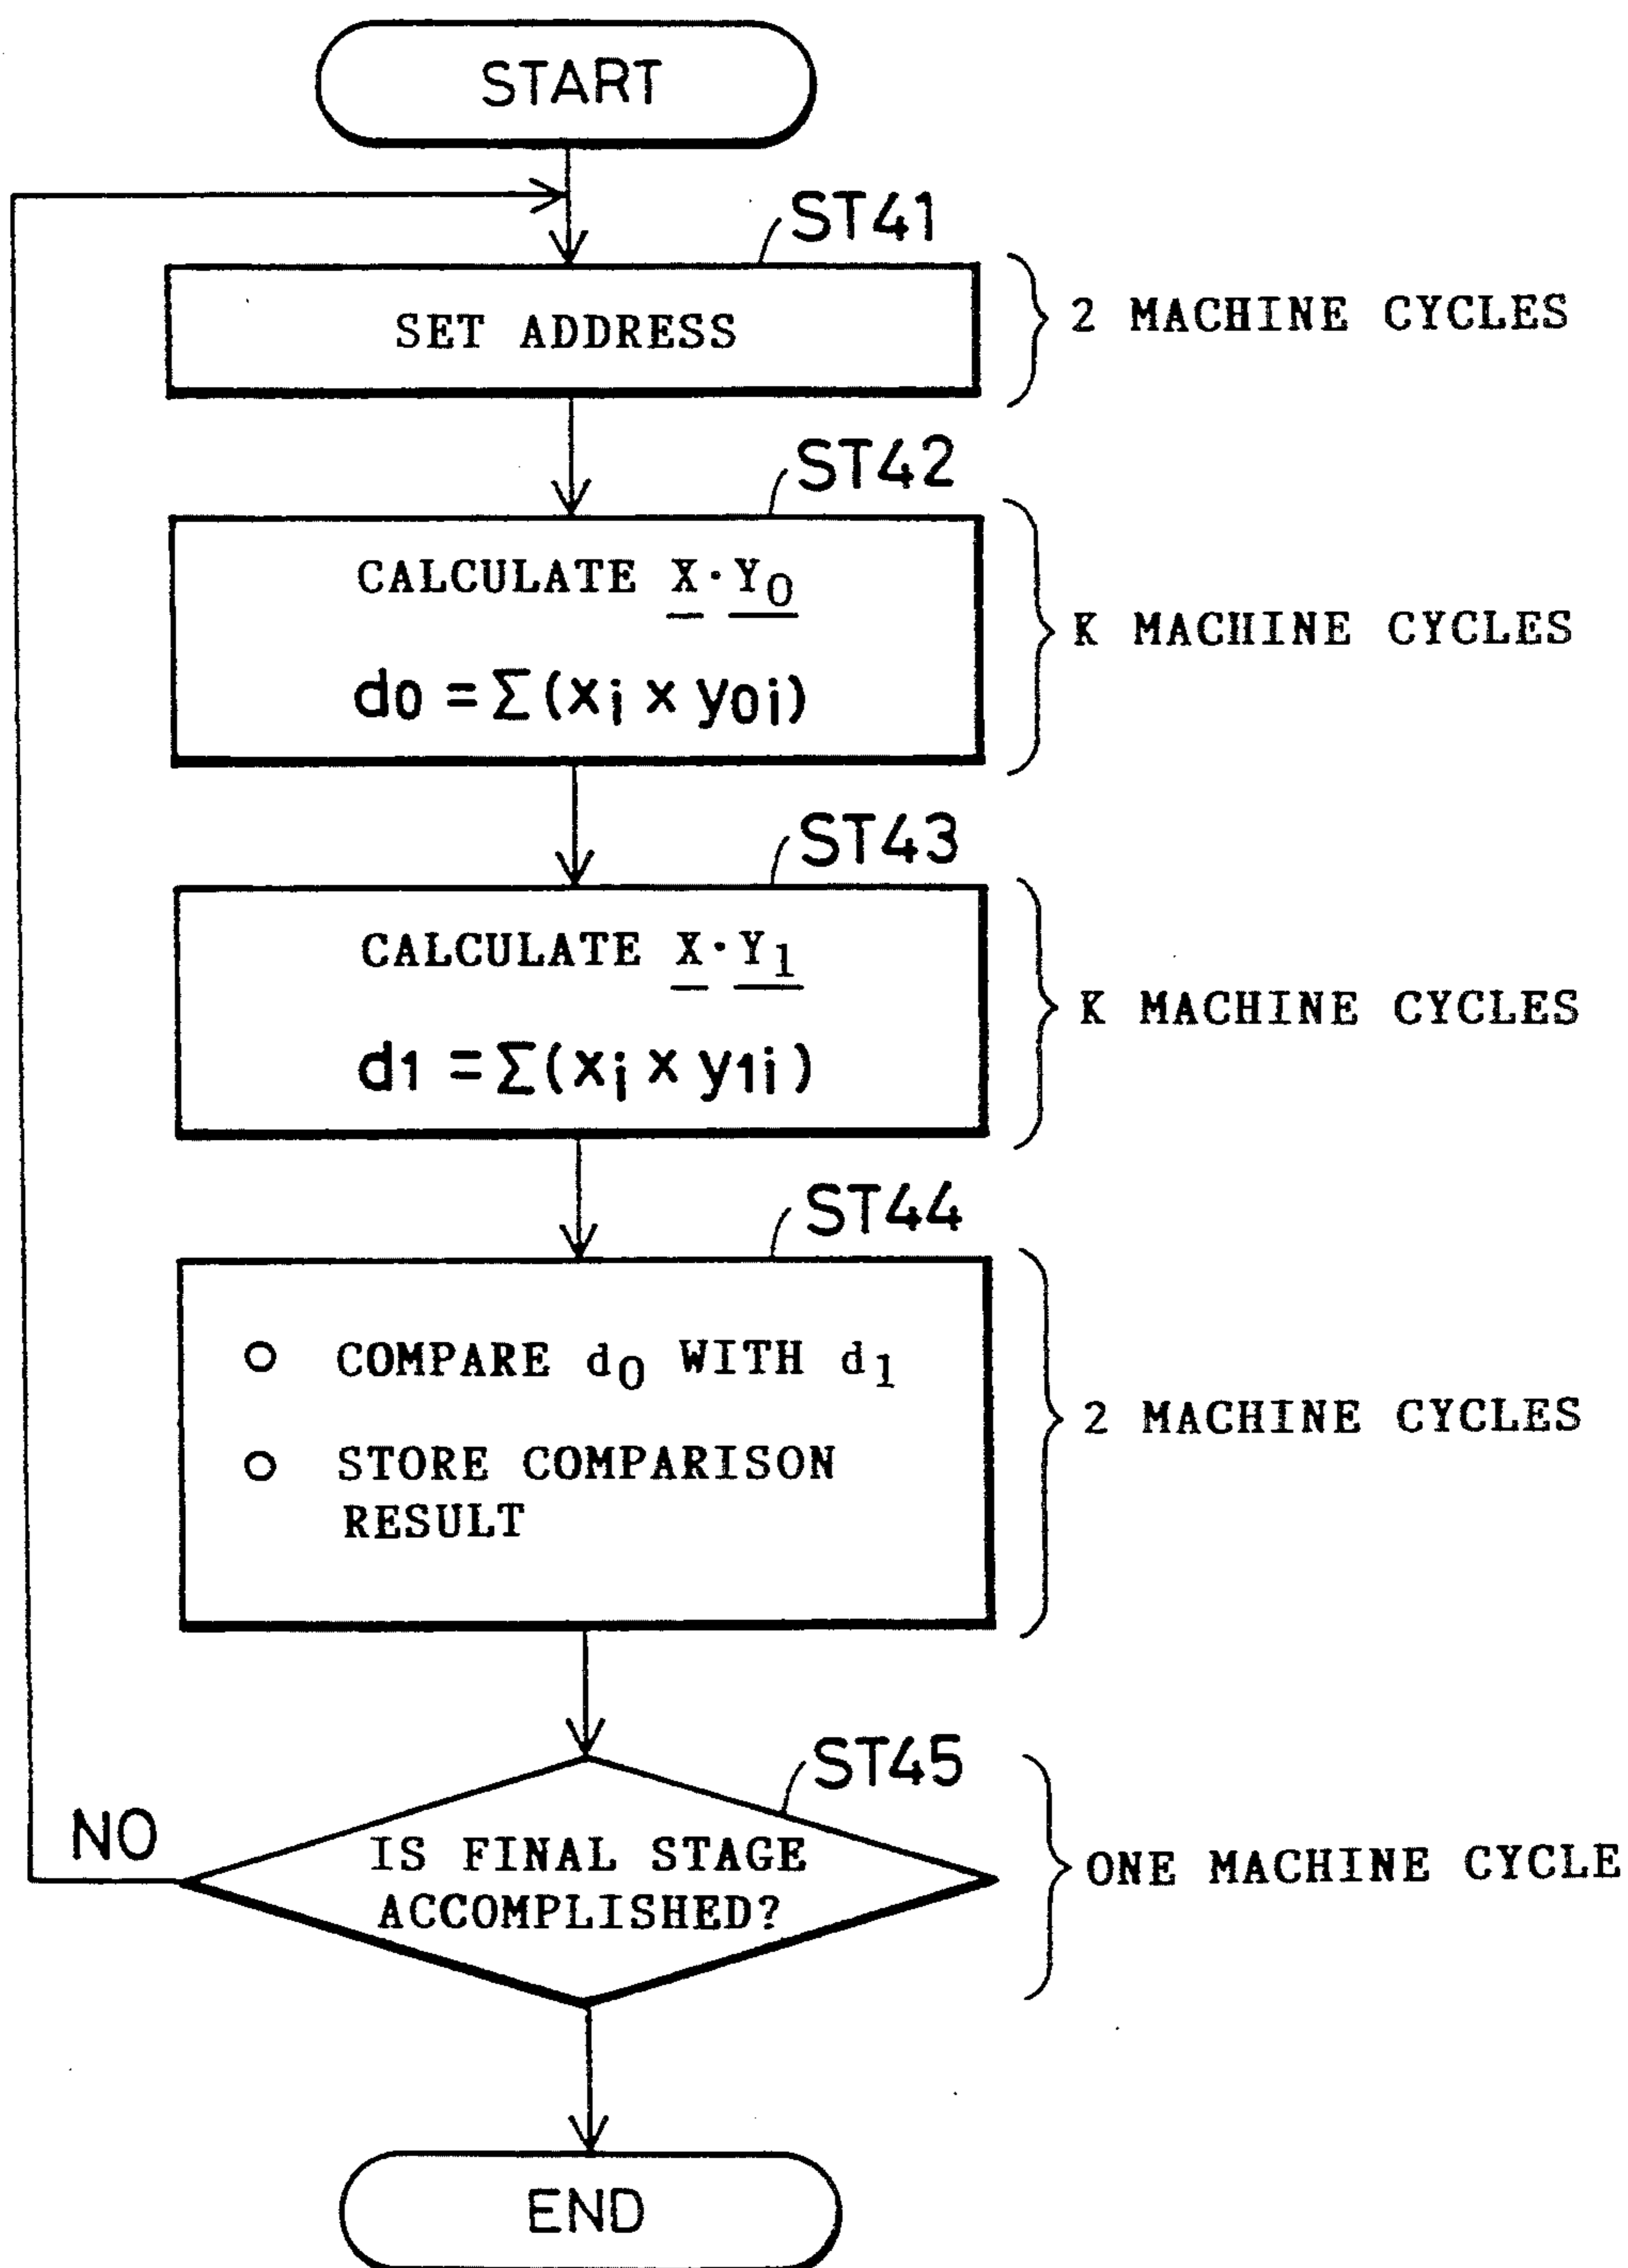 START
ST41
SET ADDRESS
2 MACHINE CYCLES
ST42
CALCULATE X·Y0
d0 = Σ(xi × y0i)
K MACHINE CYCLES
ST43
CALCULATE X·Y1
d1 = Σ(xi × y1i)
K MACHINE CYCLES
ST44
○ COMPARE d0 WITH d1
○ STORE COMPARISON
RESULT
2 MACHINE CYCLES
ST45
NO
IS FINAL STAGE
ACCOMPLISHED?
ONE MACHINE CYCLE
END